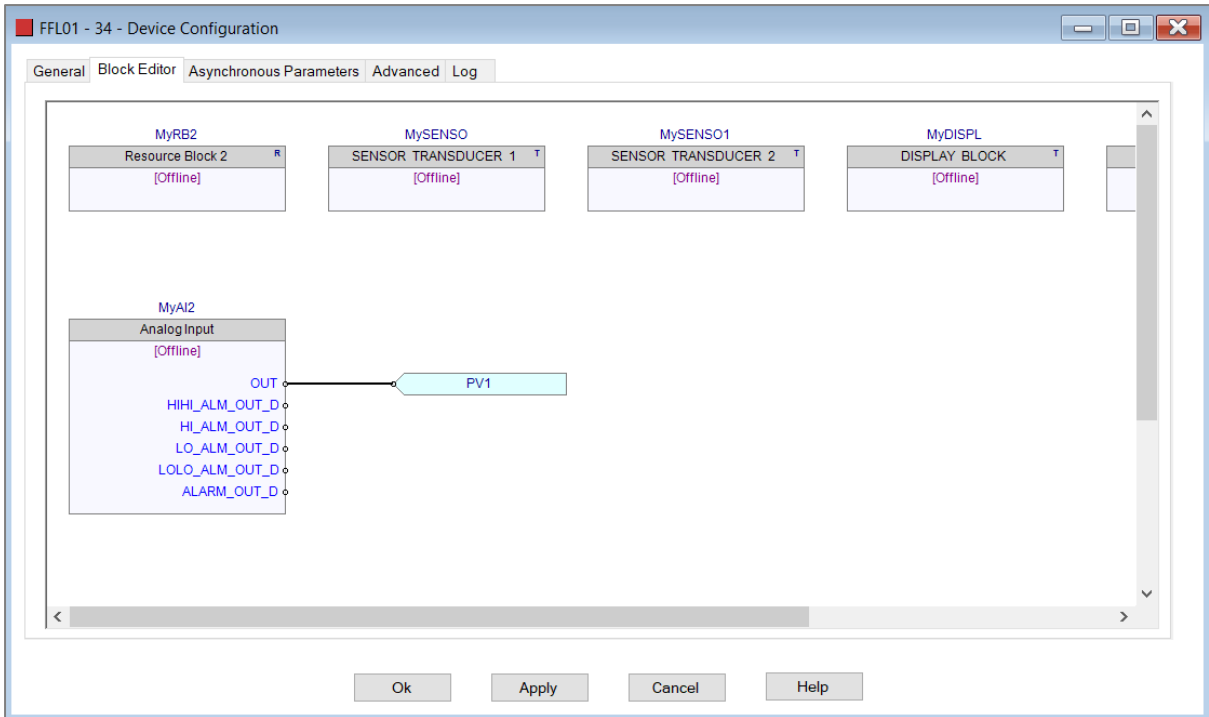 FFL01 - 34 - Device Configuration
General Block Editor Asynchronous Parameters Advanced Log
MyRB2 MySENSO MySENSO1 MyDISPL
Resource Block 2 R SENSOR TRANSDUCER 1 T SENSOR TRANSDUCER 2 T DISPLAY BLOCK T
[Offline] [Offline] [Offline] [Offline]
MyAI2
Analog Input
[Offline]
OUT PV1
HIHI_ALM_OUT_D
HI_ALM_OUT_D
LO_ALM_OUT_D
LOLO_ALM_OUT_D
ALARM_OUT_D
Ok Apply Cancel Help